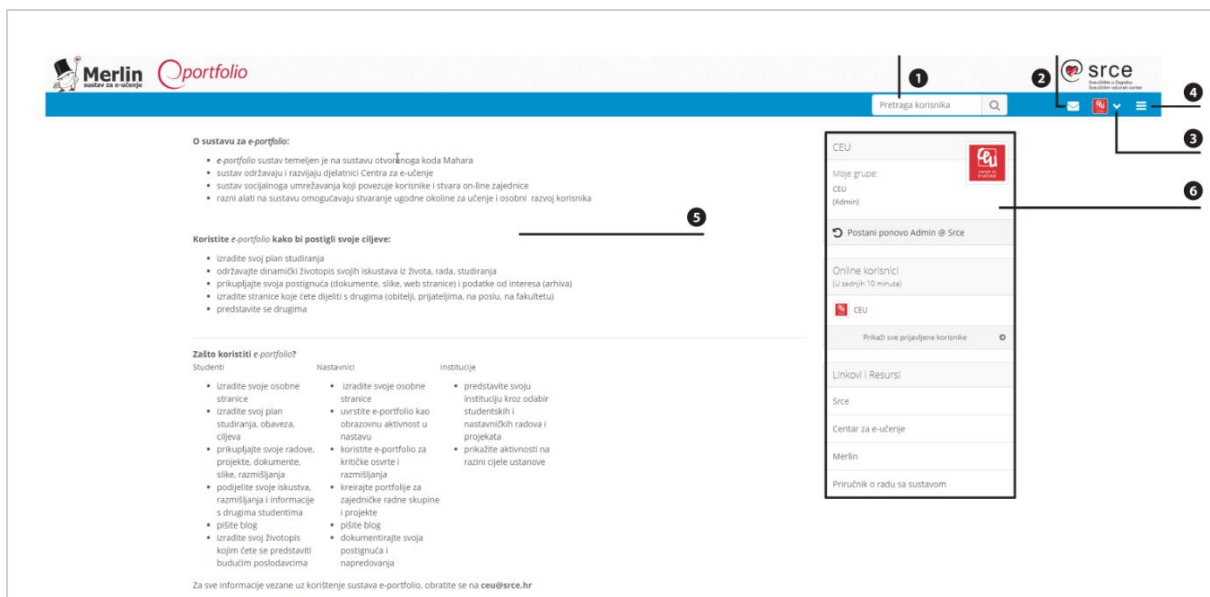 Merlin
sustav za e-učenje
eportfolio
srce
Sveučilište u Zagrebu
Sveučilišni računski centar
1
2
4
Pretraga korisnika
3
O sustavu za e-portfolio:
e-portfolio sustav temeljen je na sustavu otvorenoga koda Mahara
sustav održavaju i razvijaju djelatnici Centra za e-učenje
sustav socijalnoga umrežavanja koji povezuje korisnike i stvara on-line zajednice
razni alati na sustavu omogućavaju stvaranje ugodne okoline za učenje i osobni razvoj korisnika
5
Koristite e-portfolio kako bi postigli svoje ciljeve:
izradite svoj plan studiranja
održavajte dinamički životopis svojih iskustava iz života, rada, studiranja
prikupljajte svoja postignuća (dokumente, slike, web stranice) i podatke od interesa (arhiva)
izradite stranice koje ćete dijeliti s drugima (obitelji, prijateljima, na poslu, na fakultetu)
predstavite se drugima
Zašto koristiti e-portfolio?
Studenti
izradite svoje osobne
stranice
izradite svoj plan
studiranja, obaveza,
ciljeva
prikupljajte svoje radove,
projekte, dokumente,
slike, razmišljanja
podijelite svoje iskustva,
razmišljanja i informacije
s drugima studentima
pišite blog
izradite svoj životopis
kojim ćete se predstaviti
budućim poslodavcima
Nastavnici
izradite svoje osobne
stranice
uvrstite e-portfolio kao
obrazovnu aktivnost u
nastavu
koristite e-portfolio za
kritičke osvrte i
razmišljanja
kreirajte portfolije za
zajedničke radne skupine
i projekte
pišite blog
dokumentirajte svoja
postignuća i
napredovanja
Institucije
predstavite svoju
instituciju kroz odabir
studentskih i
nastavničkih radova i
projekata
prikažite aktivnosti na
razini cijele ustanove
Za sve informacije vezane uz korištenje sustava e-portfolio, obratite se na ceu@srce.hr
CEU
ceu
Moje grupe:
CEU
(Admin)
6
Postani ponovo Admin @ Srce
Online korisnici
(U zadnjih 10 minuta)
CEU
Prikaži sve prijavljene korisnike
Linkovi i Resursi
Srce
Centar za e-učenje
Merlin
Priručnik o radu sa sustavom